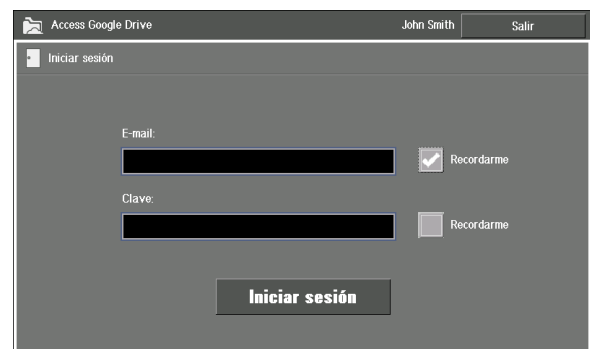 Access Google Drive John Smith Salir
Iniciar sesión
E-mail:
Recordarme
Clave:
Recordarme
Iniciar sesión